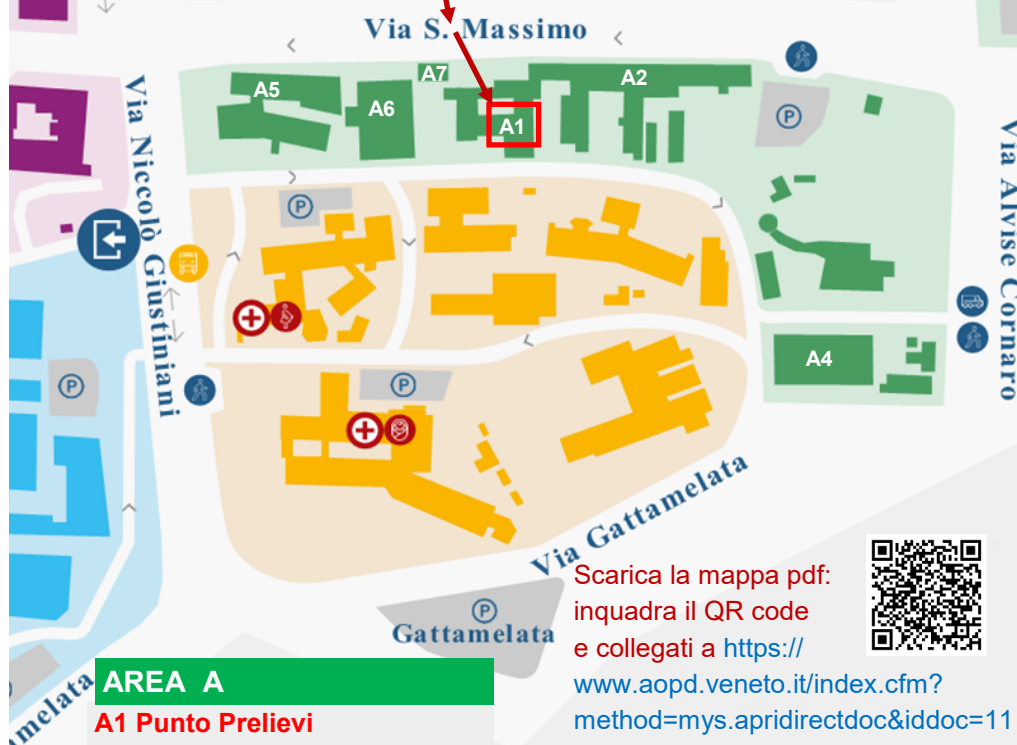 Via S. Massimo
A7
A5
A2
A6
A1
P
Via Niccolò Giustiniani
Via Alvise Cornaro
P
A4
P
P
Via Gattamelata
P
Gattamelata
Scarica la mappa pdf:
inquadra il QR code
e collegati a https://
www.aopd.veneto.it/index.cfm?
method=mys.apridirectdoc&iddoc=11
AREA A
A1 Punto Prelievi
amelata